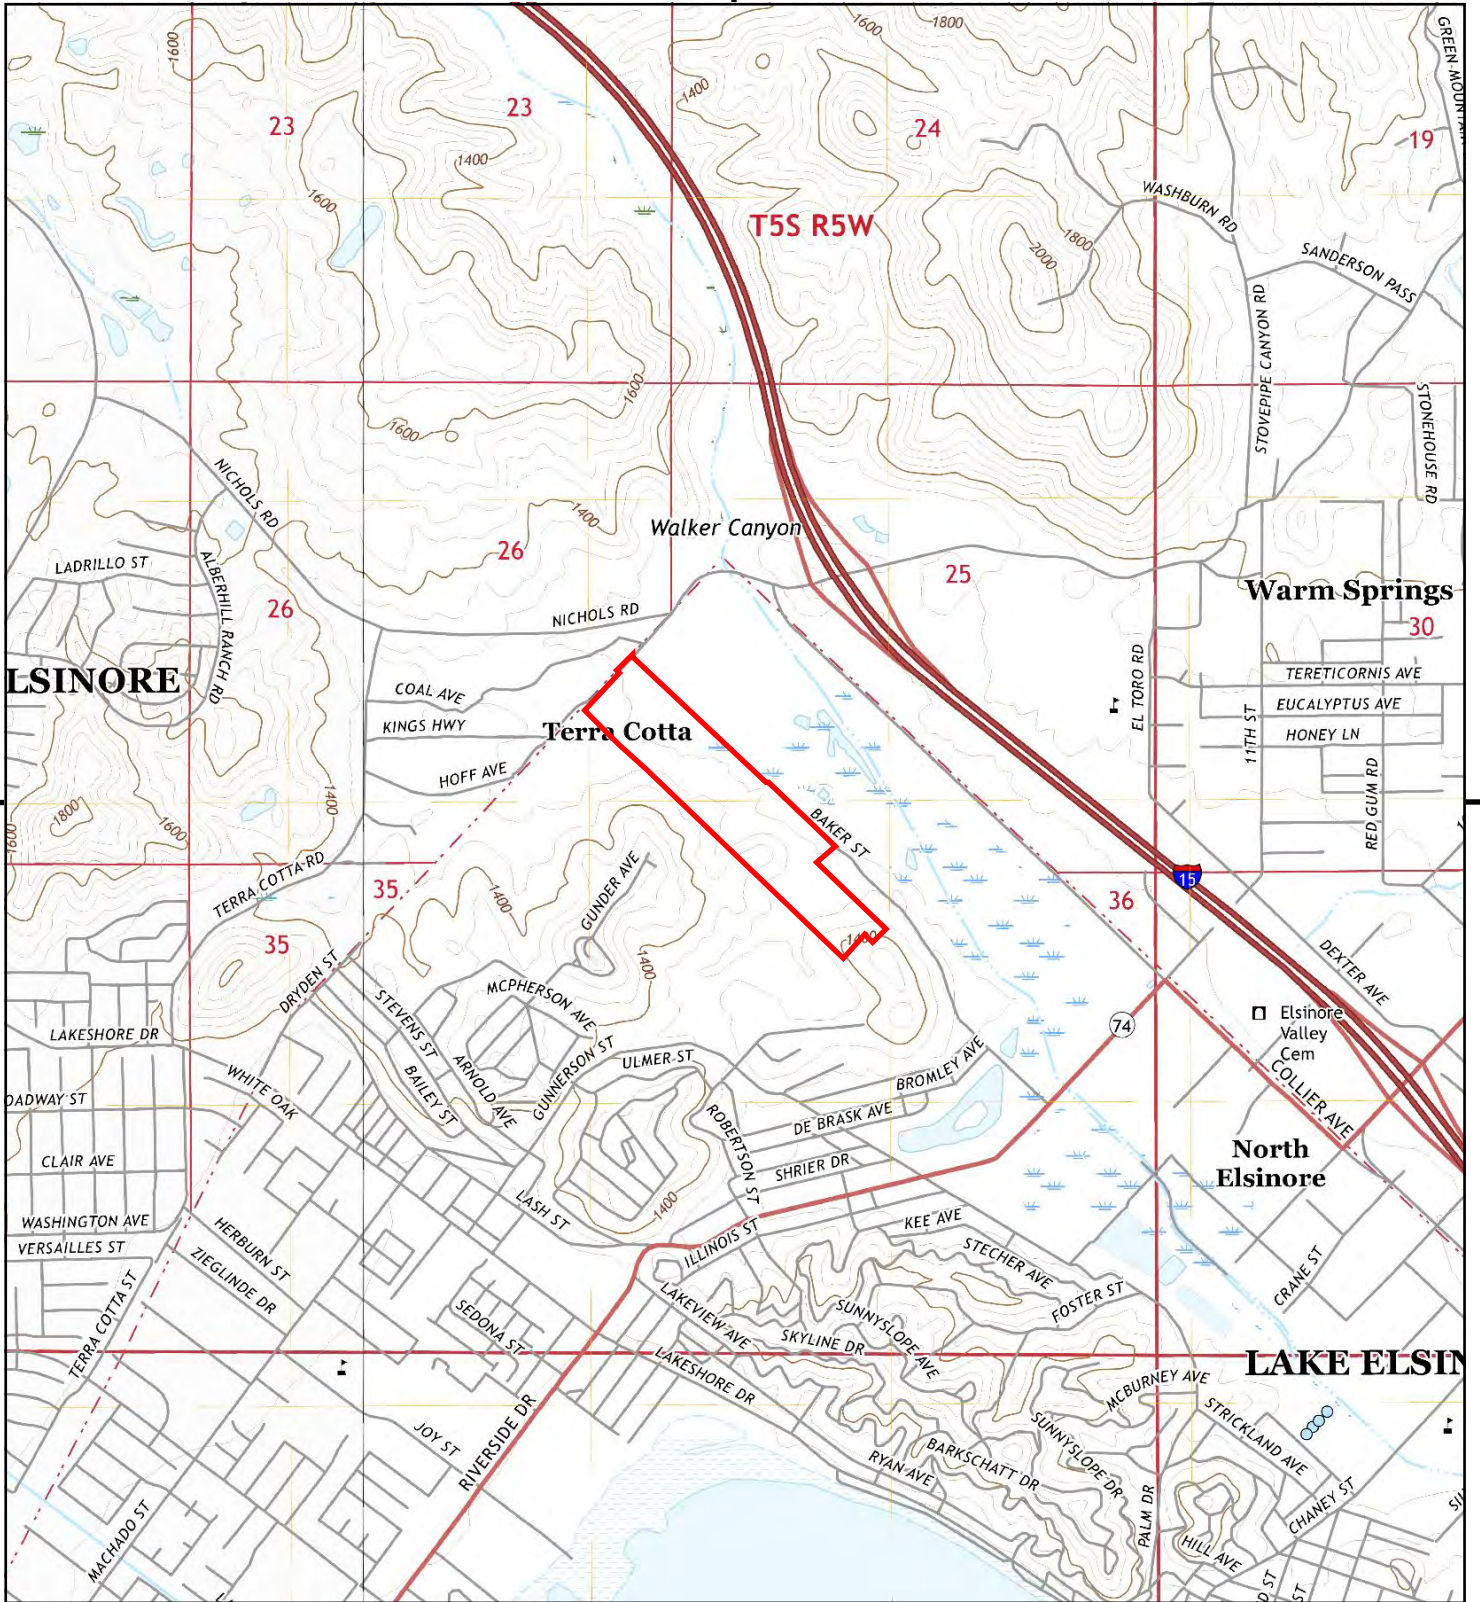 1600
1600
1800
GREEN MOUNTAIN
23
23
1400
24
19
1400
1600
T5S R5W
WASHBURN RD
1800
2000
SANDERSON PASS
STOVEPIPE CANYON RD
1600
1600
STONEHOUSE RD
NICHOLS RD
1400
Walker Canyon
26
25
LADRILLO ST
ALBERHILL RANCH RD
26
NICHOLS RD
Warm Springs
30
LSINORE
COAL AVE
KINGS HWY
Terra Cotta
HOFF AVE
EL TORO RD
TERETICORNIS AVE
EUCALYPTUS AVE
11TH ST
HONEY LN
RED GUM RD
1800
1600
1600
1400
BAKER ST
TERRA COTTA RD
35
1400
GUNDER AVE
15
36
35
1400
1400
DRYDEN ST
DEXTER AVE
STEVENS ST
MCPHERSON AVE
LAKESHORE DR
74
Elsinore
Valley
Cem
ARNOLD AVE
BAILEY ST
GUNNERSON ST
ULMER ST
BROMLEY AVE
COLLIER AVE
WHITE OAK
OADWAY ST
DE BRASK AVE
ROBERTSON ST
North
Elsinore
CLAIR AVE
SHRIER DR
LASH ST
1400
WASHINGTON AVE
VERSAILLES ST
HERBURN ST
ZIEGLINDE DR
ILLINOIS ST
KEE AVE
STECHER AVE
FOSTER ST
CRANE ST
TERRA COTTA ST
SEDONA ST
LAKEVIEW AVE
SUNNYSLOPE AVE
SKYLINE DR
LAKESHORE DR
LAKE ELSIN
MCBURNEY AVE
RIVERSIDE DR
JOY ST
STRICKLAND AVE
SUNNYSLOPE DR
BARKSCHATT DR
RYAN AVE
PALM DR
CHANEY ST
MACHADO ST
HILL AVE
D ST
ST